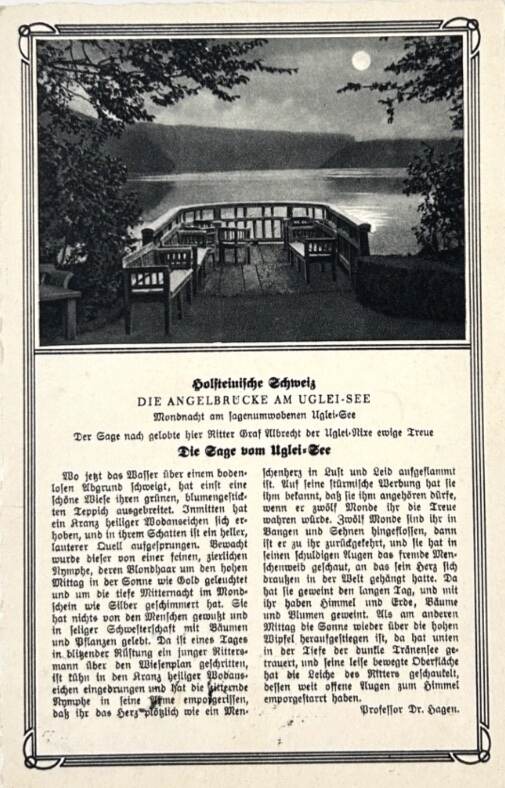 Holsteinische Schweiz
DIE ANGELBRÜCKE AM UGLEI-SEE
Mondnacht am sagenumwobenen Uglei-See
Der Sage nach gelobte hier Ritter Graf Albrecht der Uglei-Nixe ewige Treue
Die Sage vom Uglei-See
Wo jetzt das Wasser über einem boden-
losen Abgrund schweigt, hat einst eine
schöne Wiese ihren grünen, blumengestick-
ten Teppich ausgebreitet. Inmitten hat
ein Kranz heiliger Wodanseichen sich er-
hoben, und in ihrem Schatten ist ein heller,
lauterer Quell aufgesprungen. Bewacht
wurde dieser von einer feinen, zierlichen
Nymphe, deren Blondhaar um den hohen
Mittag in der Sonne wie Gold geleuchtet
und um die tiefe Mitternacht im Mond-
schein wie Silber geschimmert hat. Sie
hat nichts von den Menschen gewußt und
in seliger Schwesterschaft mit Bäumen
und Pflanzen gelebt. Da ist eines Tages
in blitzender Rüstung ein junger Ritters-
mann über den Wiesenplan geschritten,
ist kühn in den Kranz heiliger Wodans-
eichen eingedrungen und hat die sitzende
Nymphe in seine Arme emporgerissen,
daß ihr das Herz plötzlich wie ein Men-
schenherz in Lust und Leid aufgeflammt
ist. Auf seine stürmische Werbung hat sie
ihm bekannt, daß sie ihm angehören dürfe,
wenn er zwölf Monde ihr die Treue
wahren würde. Zwölf Monde sind ihr in
Bangen und Sehnen hingeflossen, dann
ist er zu ihr zurückgekehrt, und sie hat in
seinen schuldigen Augen das fremde Men-
schenweib geschaut, an das sein Herz sich
draußen in der Welt gehängt hatte. Da
hat sie geweint den langen Tag, und mit
ihr haben Himmel und Erde, Bäume
und Blumen geweint. Als am anderen
Mittag die Sonne wieder über die hohen
Wipfel heraufgestiegen ist, da hat unten
in der Tiefe der dunkle Tränensee ge-
trauert, und seine leise bewegte Oberfläche
hat die Leiche des Ritters geschaukelt,
dessen weit offene Augen zum Himmel
emporgestarrt haben.
Professor Dr. Hagen.